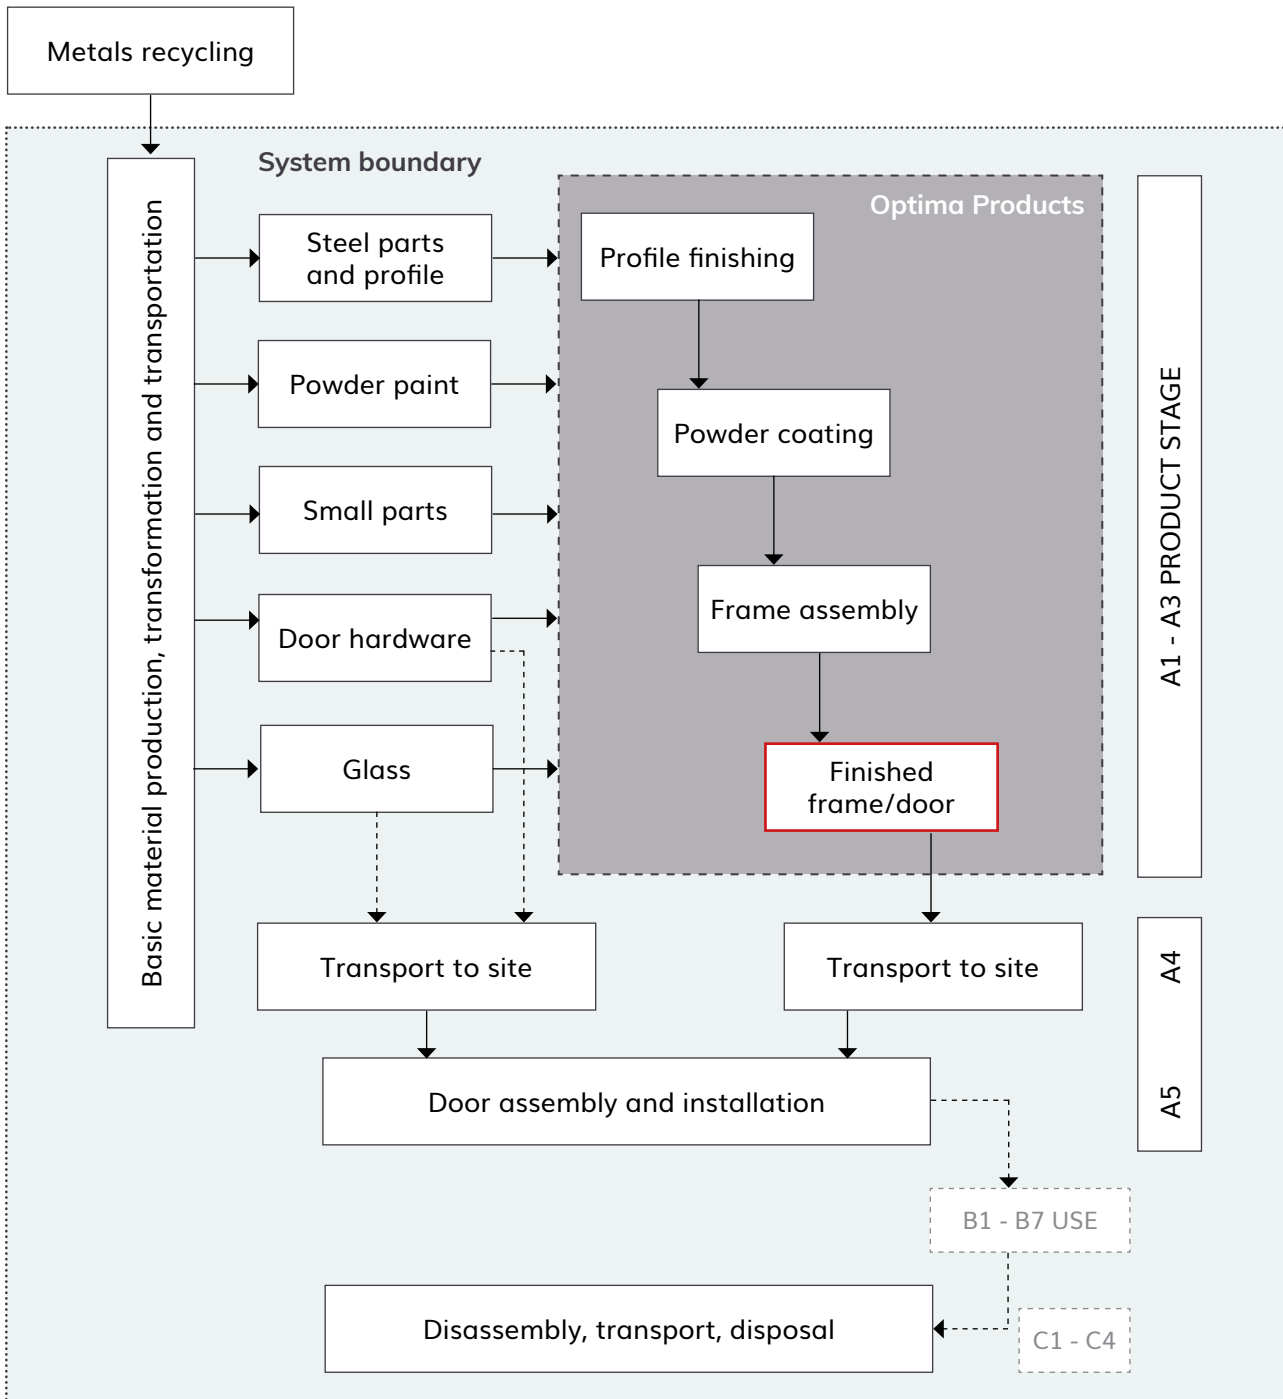 Metals recycling
System boundary
Basic material production, transformation and transportation
Steel parts
and profile
Powder paint
Small parts
Door hardware
Glass
Optima Products
Profile finishing
Powder coating
Frame assembly
Finished
frame/door
A1 - A3 PRODUCT STAGE
Transport to site
Transport to site
A4
Door assembly and installation
A5
B1 - B7 USE
Disassembly, transport, disposal
C1 - C4